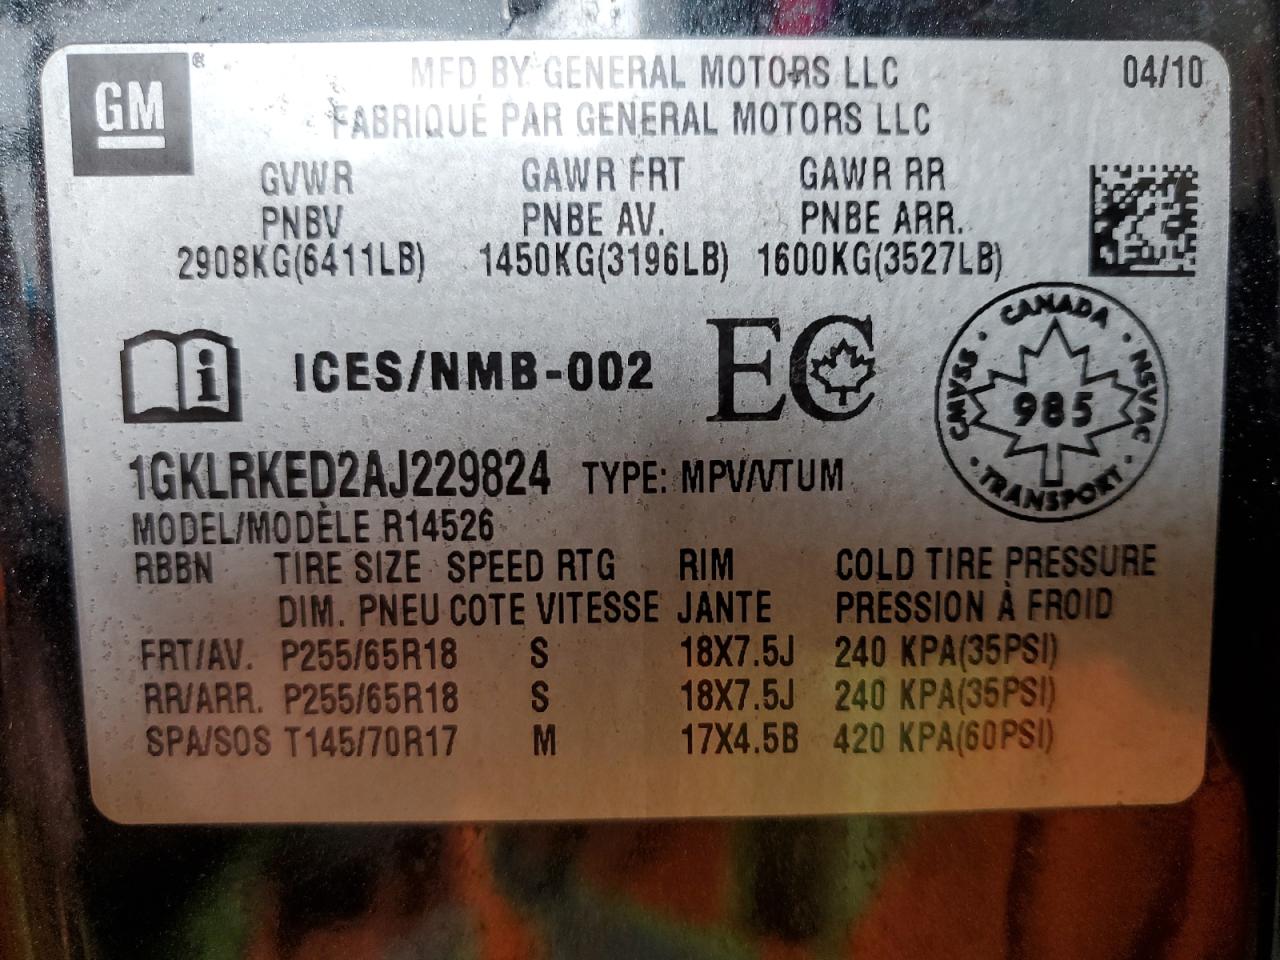 GM®
MFD BY GENERAL MOTORS LLC 04/10
FABRIQUÉ PAR GENERAL MOTORS LLC
GVWR GAWR FRT GAWR RR
PNBV PNBE AV. PNBE ARR.
2908KG(6411LB) 1450KG(3196LB) 1600KG(3527LB)
i ICES/NMB-002 EC
CANADA
CMVSS 985 NSVAC
TRANSPORT
1GKLRKED2AJ229824 TYPE: MPV/VTUM
MODEL/MODÈLE R14526
RBBN TIRE SIZE SPEED RTG RIM COLD TIRE PRESSURE
DIM. PNEU COTE VITESSE JANTE PRESSION À FROID
FRT/AV. P255/65R18 S 18X7.5J 240 KPA(35PSI)
RR/ARR. P255/65R18 S 18X7.5J 240 KPA(35PSI)
SPA/SOS T145/70R17 M 17X4.5B 420 KPA(60PSI)